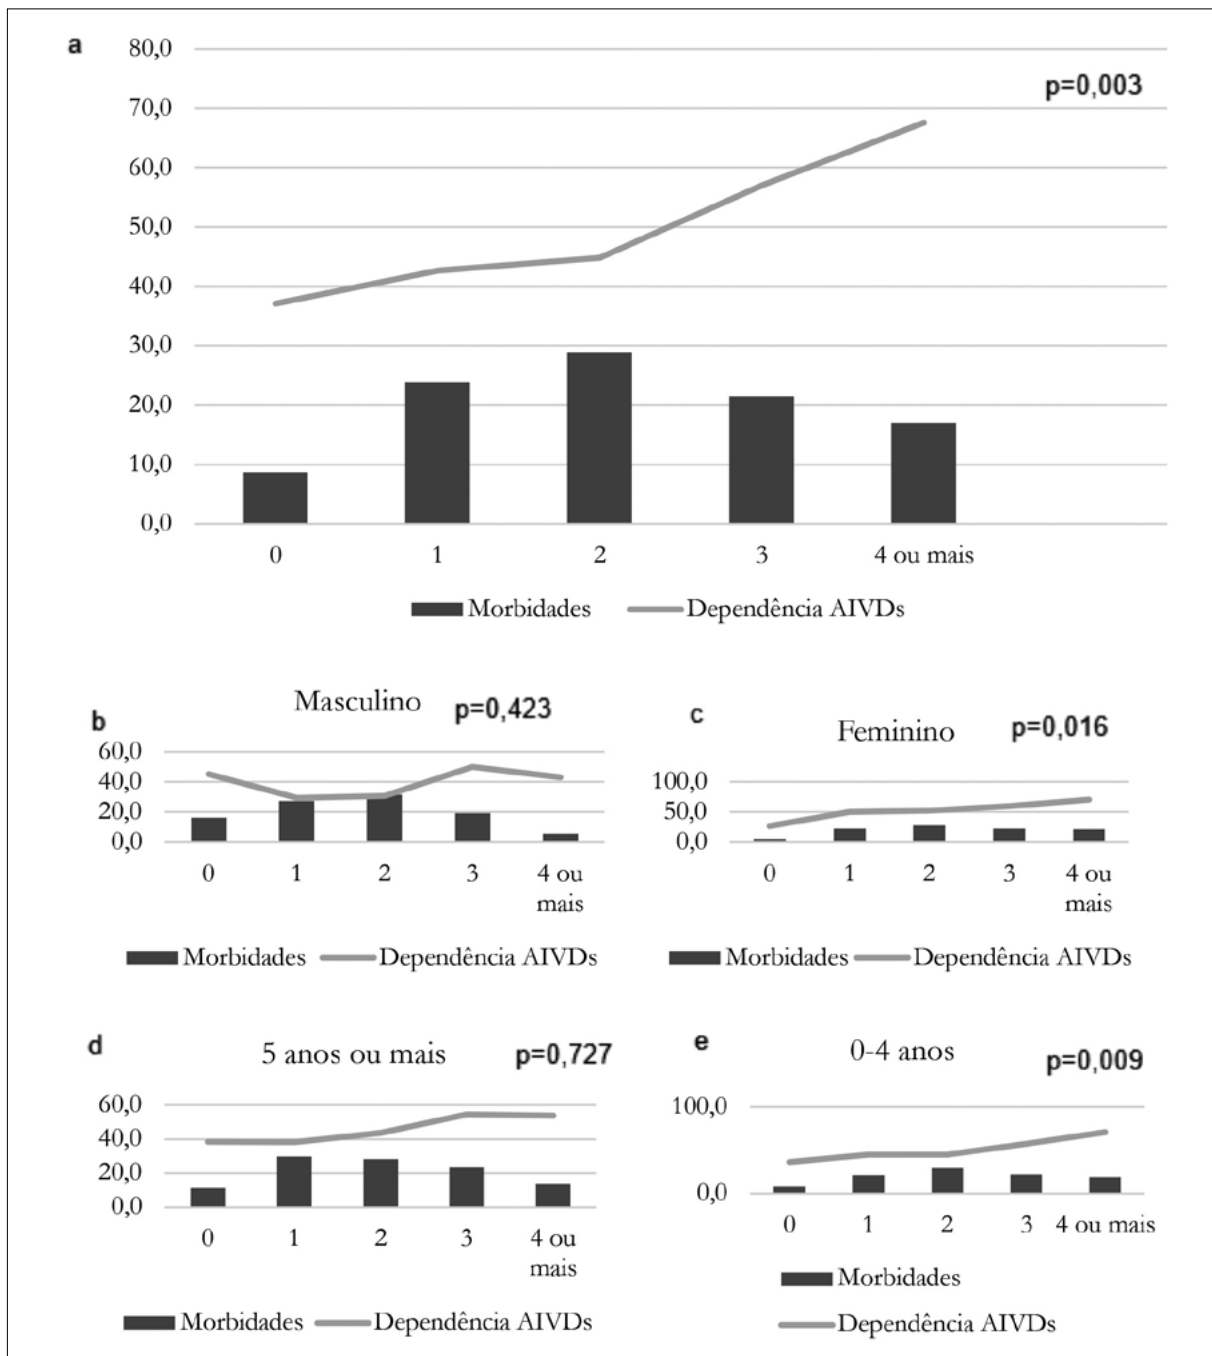 a
80,0
p=0,003
70,0
60,0
50,0
40,0
30,0
20,0
10,0
0,0
0 1 2 3 4 ou mais
Morbidades Dependência AIVDs
b Masculino p=0,423
60,0
40,0
20,0
0,0
0 1 2 3 4 ou
mais
Morbidades Dependência AIVDs
c Feminino p=0,016
100,0
50,0
0,0
0 1 2 3 4 ou
mais
Morbidades Dependência AIVDs
d 5 anos ou mais p=0,727
60,0
40,0
20,0
0,0
0 1 2 3 4 ou
mais
Morbidades Dependência AIVDs
e 0-4 anos p=0,009
100,0
0,0
0 1 2 3 4 ou mais
Morbidades
Dependência AIVDs